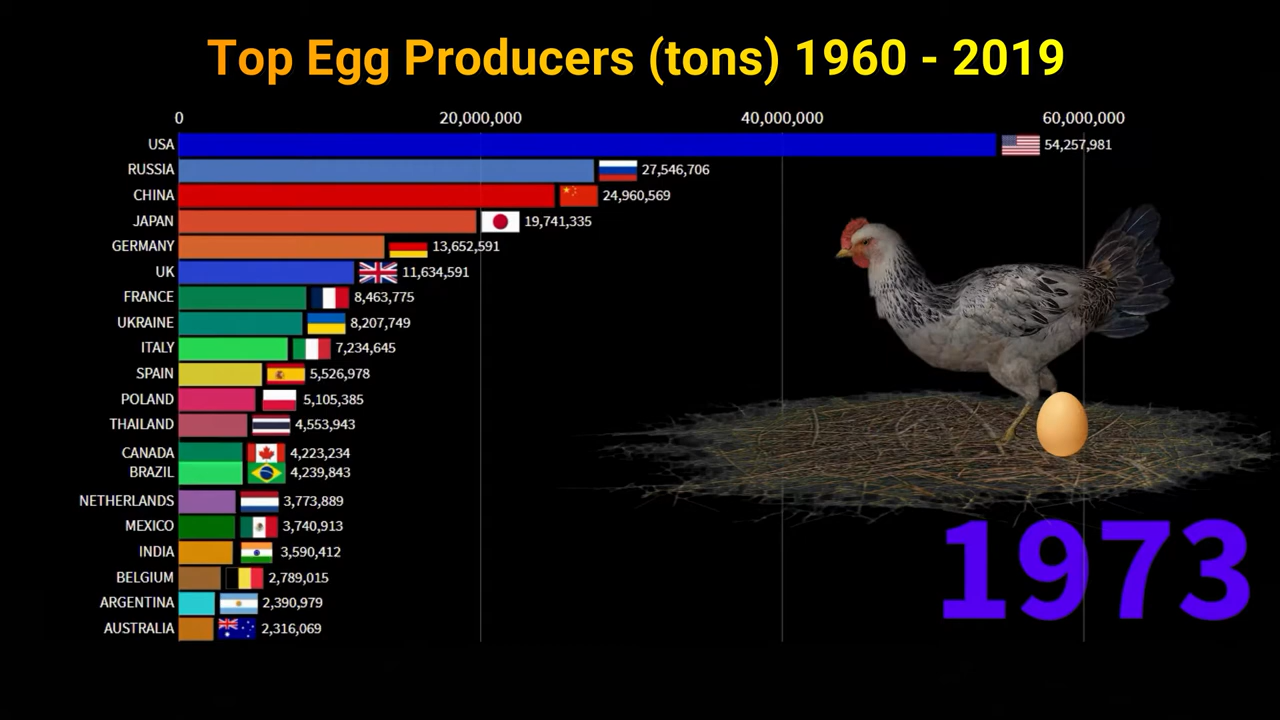 Top Egg Producers (tons) 1960 - 2019
0 20,000,000 40,000,000 60,000,000
USA 54,257,981
RUSSIA 27,546,706
CHINA 24,960,569
JAPAN 19,741,335
GERMANY 13,652,591
UK 11,634,591
FRANCE 8,463,775
UKRAINE 8,207,749
ITALY 7,234,645
SPAIN 5,526,978
POLAND 5,105,385
THAILAND 4,553,943
CANADA 4,223,234
BRAZIL 4,239,843
NETHERLANDS 3,773,889
MEXICO 3,740,913
INDIA 3,590,412
BELGIUM 2,789,015
ARGENTINA 2,390,979
AUSTRALIA 2,316,069
1973